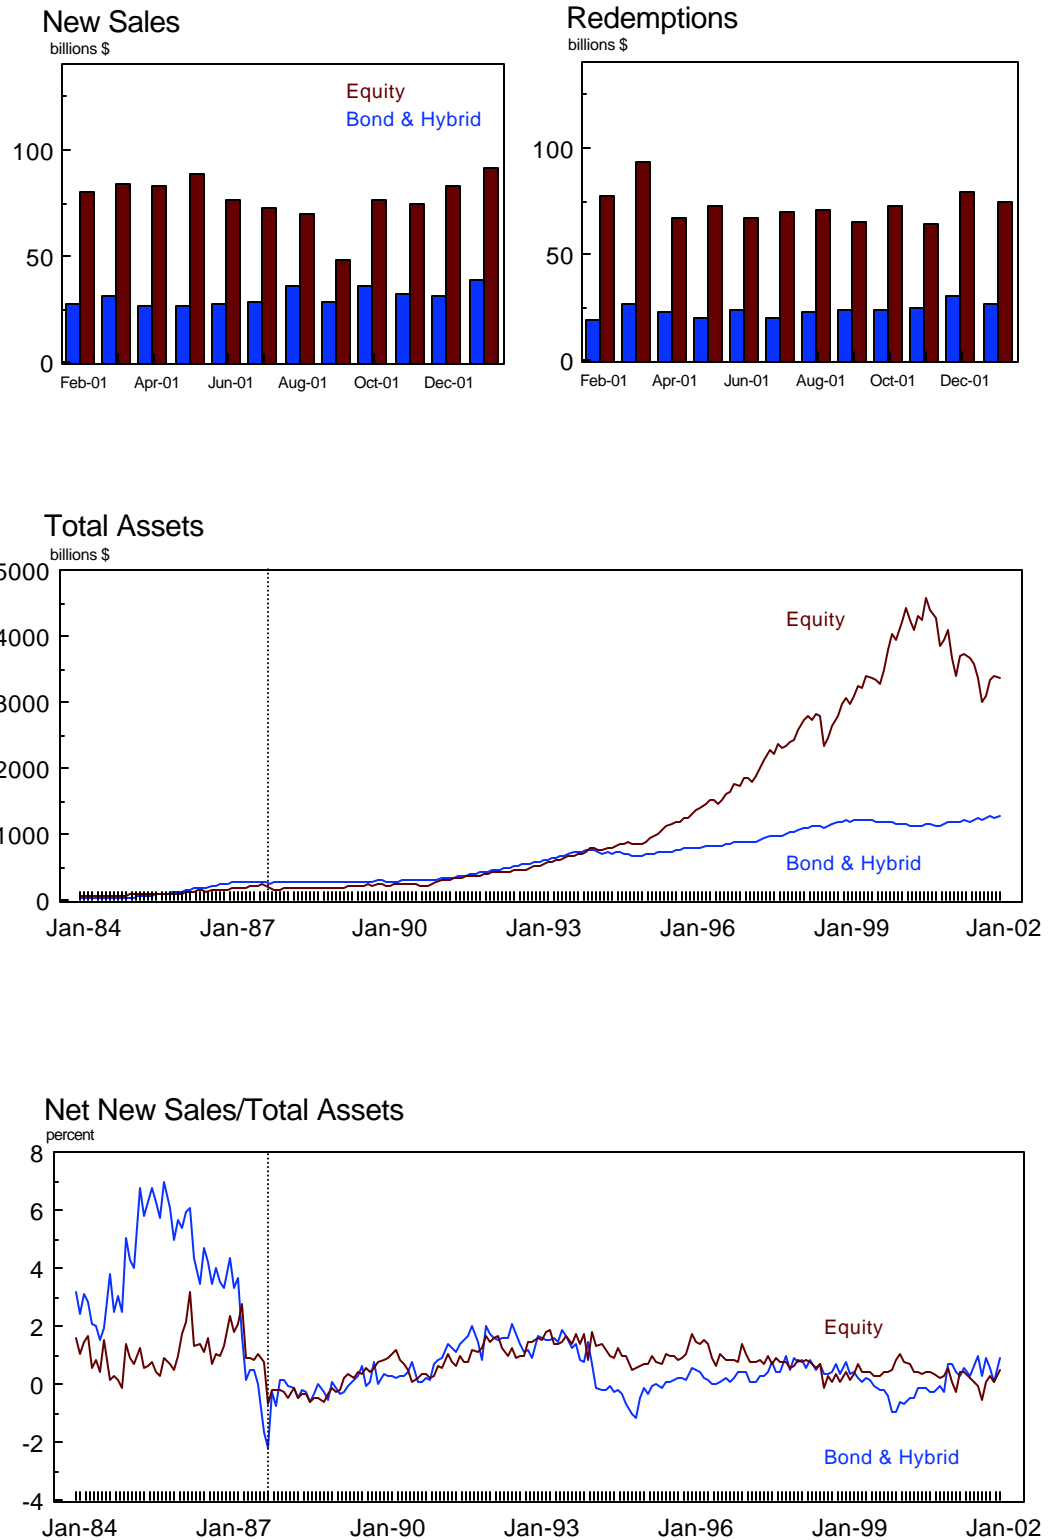 New Sales
billions $
Equity
Bond & Hybrid
100
50
0
Feb-01 Apr-01 Jun-01 Aug-01 Oct-01 Dec-01
Redemptions
billions $
100
50
0
Feb-01 Apr-01 Jun-01 Aug-01 Oct-01 Dec-01
Total Assets
billions $
5000
4000
3000
2000
1000
0
Equity
Bond & Hybrid
Jan-84 Jan-87 Jan-90 Jan-93 Jan-96 Jan-99 Jan-02
Net New Sales/Total Assets
percent
8
6
4
2
0
-2
-4
Equity
Bond & Hybrid
Jan-84 Jan-87 Jan-90 Jan-93 Jan-96 Jan-99 Jan-02